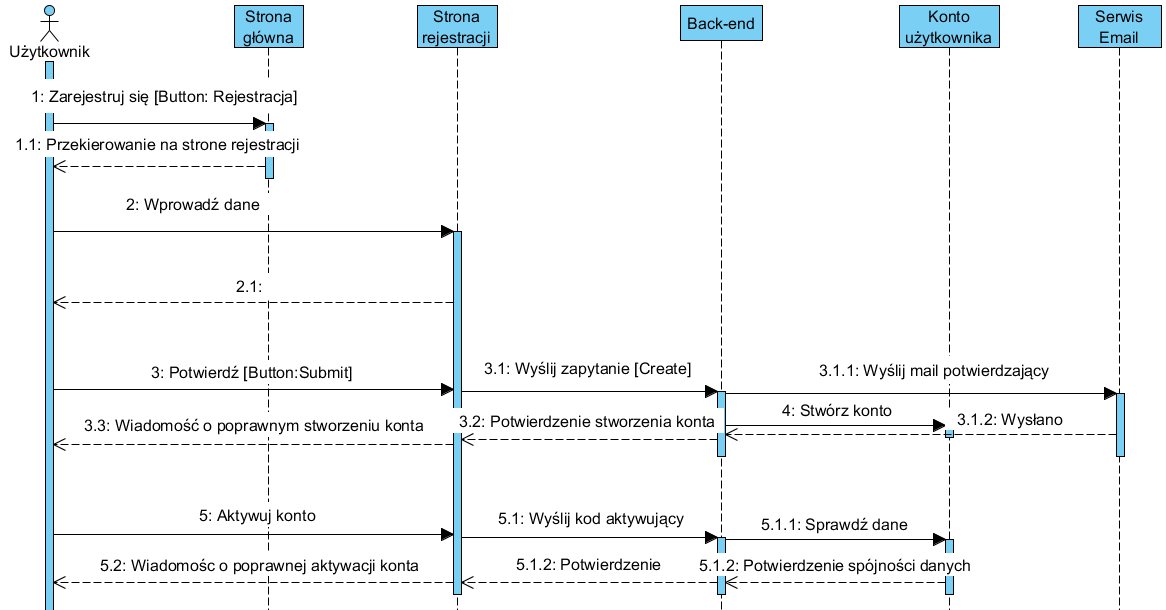 Użytkownik
Strona
główna
Strona
rejestracji
Back-end
Konto
użytkownika
Serwis
Email
1: Zarejestruj się [Button: Rejestracja]
1.1: Przekierowanie na strone rejestracji
2: Wprowadź dane
2.1:
3: Potwierdź [Button:Submit]
3.1: Wyślij zapytanie [Create]
3.1.1: Wyślij mail potwierdzający
4: Stwórz konto
3.1.2: Wysłano
3.2: Potwierdzenie stworzenia konta
3.3: Wiadomość o poprawnym stworzeniu konta
5: Aktywuj konto
5.1: Wyślij kod aktywujący
5.1.1: Sprawdź dane
5.1.2: Potwierdzenie spójności danych
5.1.2: Potwierdzenie
5.2: Wiadomośc o poprawnej aktywacji konta